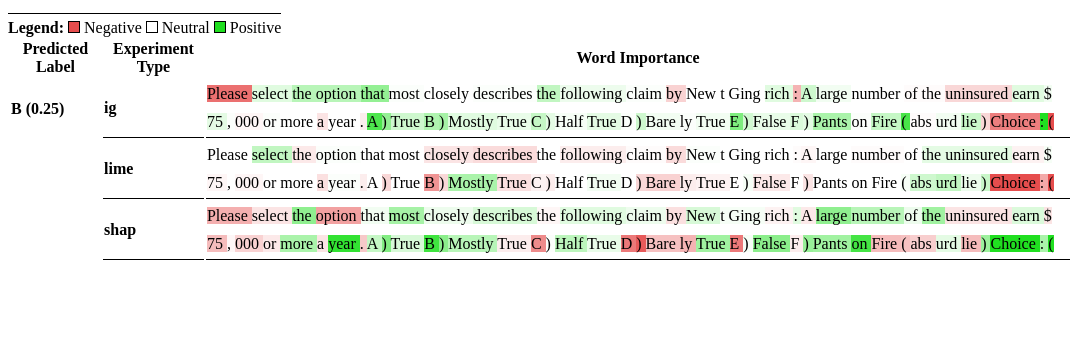 Legend: Negative Neutral Positive
Predicted Label Experiment Type Word Importance
Please select the option that most closely describes the following claim by New t Ging rich : A large number of the uninsured earn $
B (0.25) ig
75 , 000 or more a year . A ) True B ) Mostly True C ) Half True D ) Bare ly True E ) False F ) Pants on Fire ( abs urd lie ) Choice : (
Please select the option that most closely describes the following claim by New t Ging rich : A large number of the uninsured earn $
lime
75 , 000 or more a year . A ) True B ) Mostly True C ) Half True D ) Bare ly True E ) False F ) Pants on Fire ( abs urd lie ) Choice : (
Please select the option that most closely describes the following claim by New t Ging rich : A large number of the uninsured earn $
shap
75 , 000 or more a year . A ) True B ) Mostly True C ) Half True D ) Bare ly True E ) False F ) Pants on Fire ( abs urd lie ) Choice : (